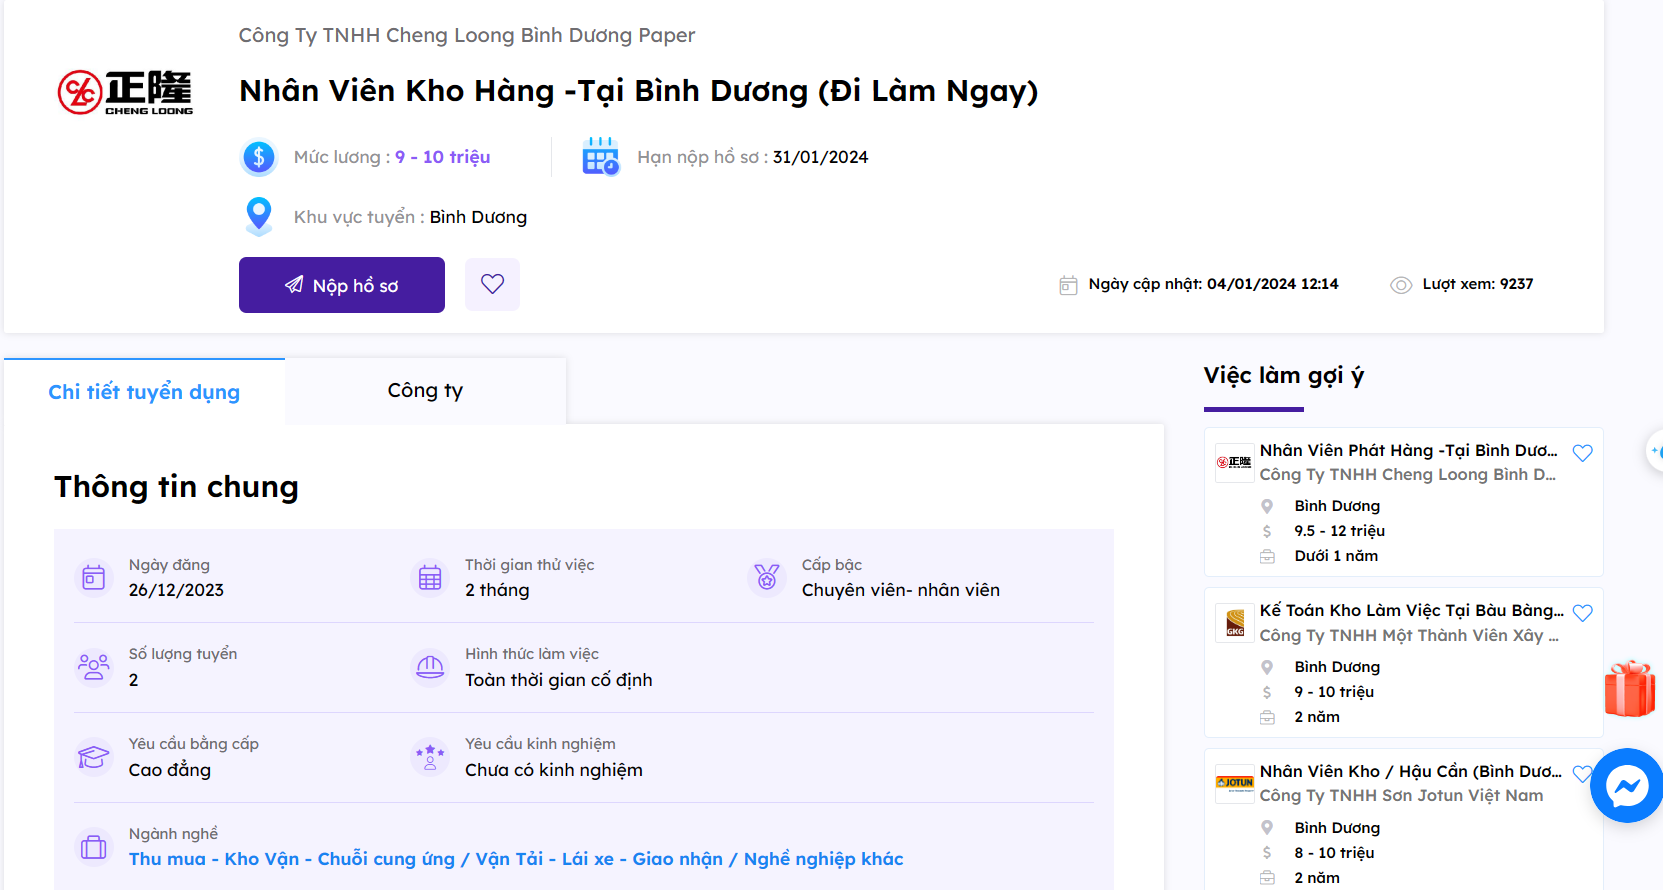 Công Ty TNHH Cheng Loong Bình Dương Paper
正隆
CHENG LOONG
Nhân Viên Kho Hàng -Tại Bình Dương (Đi Làm Ngay)
Mức lương : 9 - 10 triệu
Hạn nộp hồ sơ : 31/01/2024
Khu vực tuyển : Bình Dương
Nộp hồ sơ
Ngày cập nhật: 04/01/2024 12:14
Lượt xem: 9237
Chi tiết tuyển dụng
Công ty
Thông tin chung
Ngày đăng
26/12/2023
Thời gian thử việc
2 tháng
Cấp bậc
Chuyên viên- nhân viên
Số lượng tuyển
2
Hình thức làm việc
Toàn thời gian cố định
Yêu cầu bằng cấp
Cao đẳng
Yêu cầu kinh nghiệm
Chưa có kinh nghiệm
Ngành nghề
Thu mua - Kho Vận - Chuỗi cung ứng / Vận Tải - Lái xe - Giao nhận / Nghề nghiệp khác
Việc làm gợi ý
正隆
Nhân Viên Phát Hàng -Tại Bình Dươ...
Công Ty TNHH Cheng Loong Bình D...
Bình Dương
9.5 - 12 triệu
Dưới 1 năm
GKG
Kế Toán Kho Làm Việc Tại Bàu Bàng...
Công Ty TNHH Một Thành Viên Xây ...
Bình Dương
9 - 10 triệu
2 năm
JOTUN
Nhân Viên Kho / Hậu Cần (Bình Dươ...
Công Ty TNHH Sơn Jotun Việt Nam
Bình Dương
8 - 10 triệu
2 năm